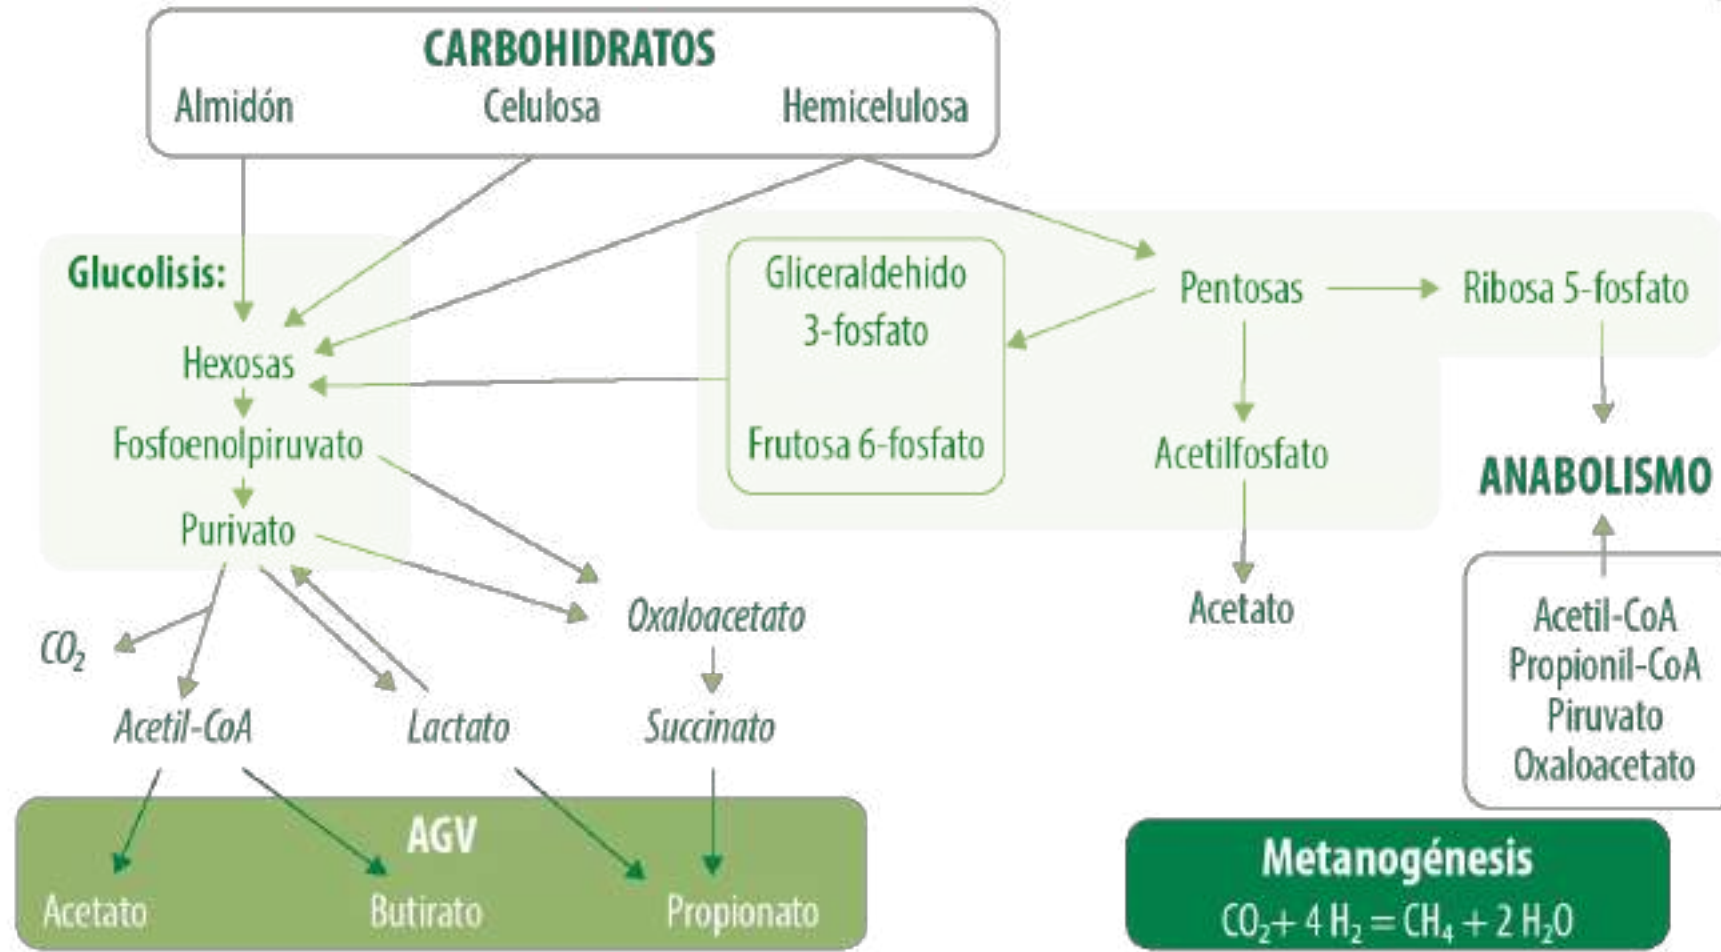 CARBOHIDRATOS
Almidón Celulosa Hemicelulosa
Glucolisis:
Hexosas
Fosfoenolpiruvato
Purivato
Gliceraldehido
3-fosfato
Frutosa 6-fosfato
Pentosas
Ribosa 5-fosfato
Acetilfosfato
Acetato
ANABOLISMO
Acetil-CoA
Propionil-CoA
Piruvato
Oxaloacetato
CO₂
Oxaloacetato
Acetil-CoA
Lactato
Succinato
AGV
Acetato Butirato Propionato
Metanogénesis
CO₂+ 4 H₂ = CH₄ + 2 H₂O